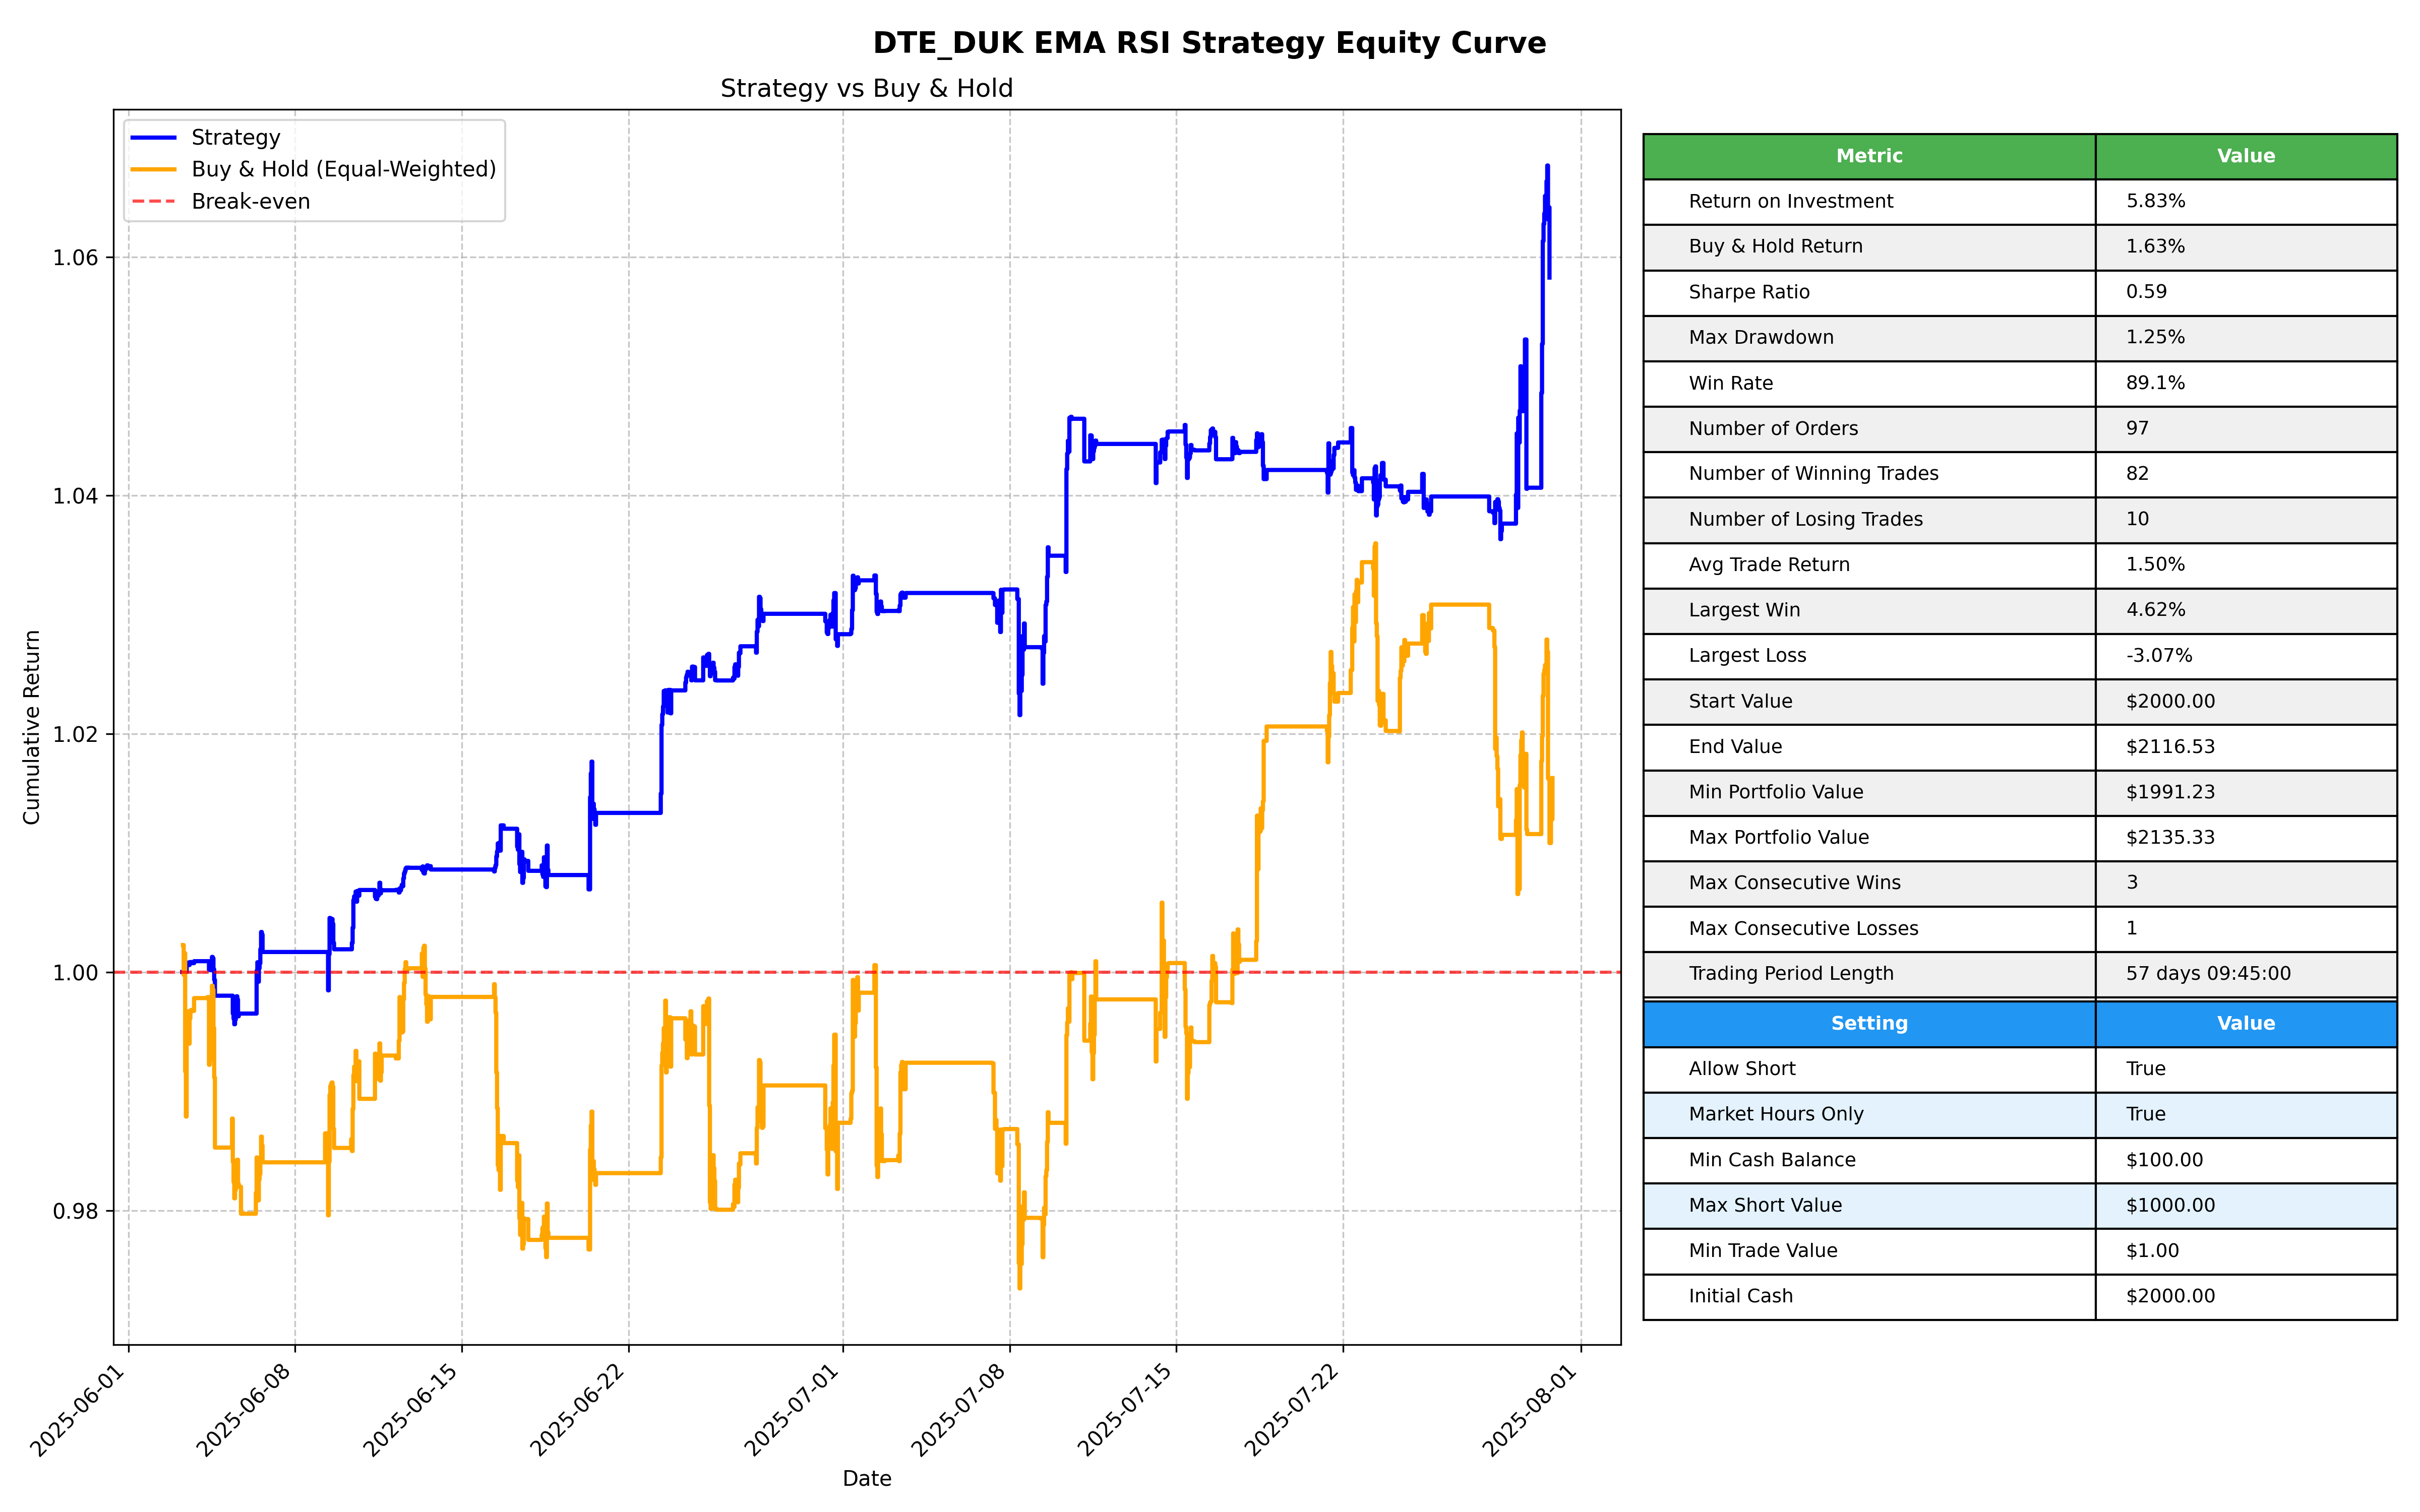 DTE_DUK EMA RSI Strategy Equity Curve
Strategy vs Buy & Hold
Strategy
Buy & Hold (Equal-Weighted)
Break-even
Cumulative Return
1.06
1.04
1.02
1.00
0.98
2025-06-01
2025-06-08
2025-06-15
2025-06-22
2025-07-01
2025-07-08
2025-07-15
2025-07-22
2025-08-01
Date
Metric Value
Return on Investment 5.83%
Buy & Hold Return 1.63%
Sharpe Ratio 0.59
Max Drawdown 1.25%
Win Rate 89.1%
Number of Orders 97
Number of Winning Trades 82
Number of Losing Trades 10
Avg Trade Return 1.50%
Largest Win 4.62%
Largest Loss -3.07%
Start Value $2000.00
End Value $2116.53
Min Portfolio Value $1991.23
Max Portfolio Value $2135.33
Max Consecutive Wins 3
Max Consecutive Losses 1
Trading Period Length 57 days 09:45:00
Setting Value
Allow Short True
Market Hours Only True
Min Cash Balance $100.00
Max Short Value $1000.00
Min Trade Value $1.00
Initial Cash $2000.00